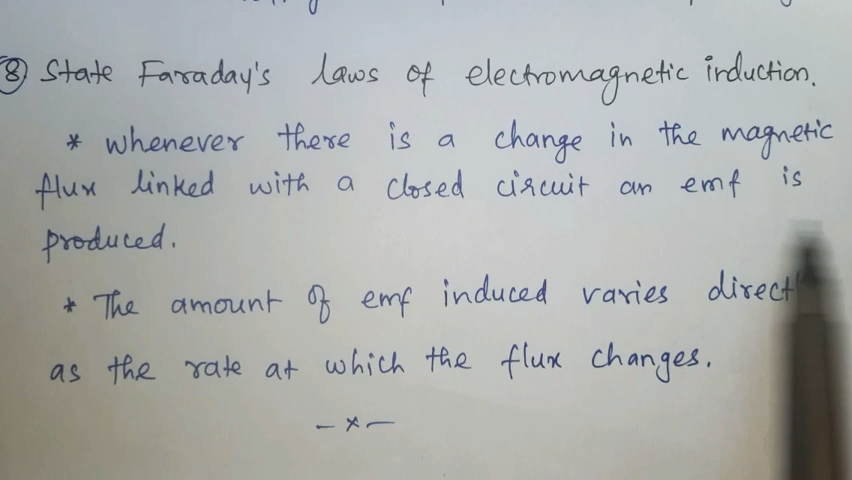 ⑧ State Faraday's laws of electromagnetic induction.
* whenever there is a change in the magnetic
flux linked with a closed circuit an emf is
produced.
* The amount of emf induced varies direct
as the rate at which the flux changes.
— x —